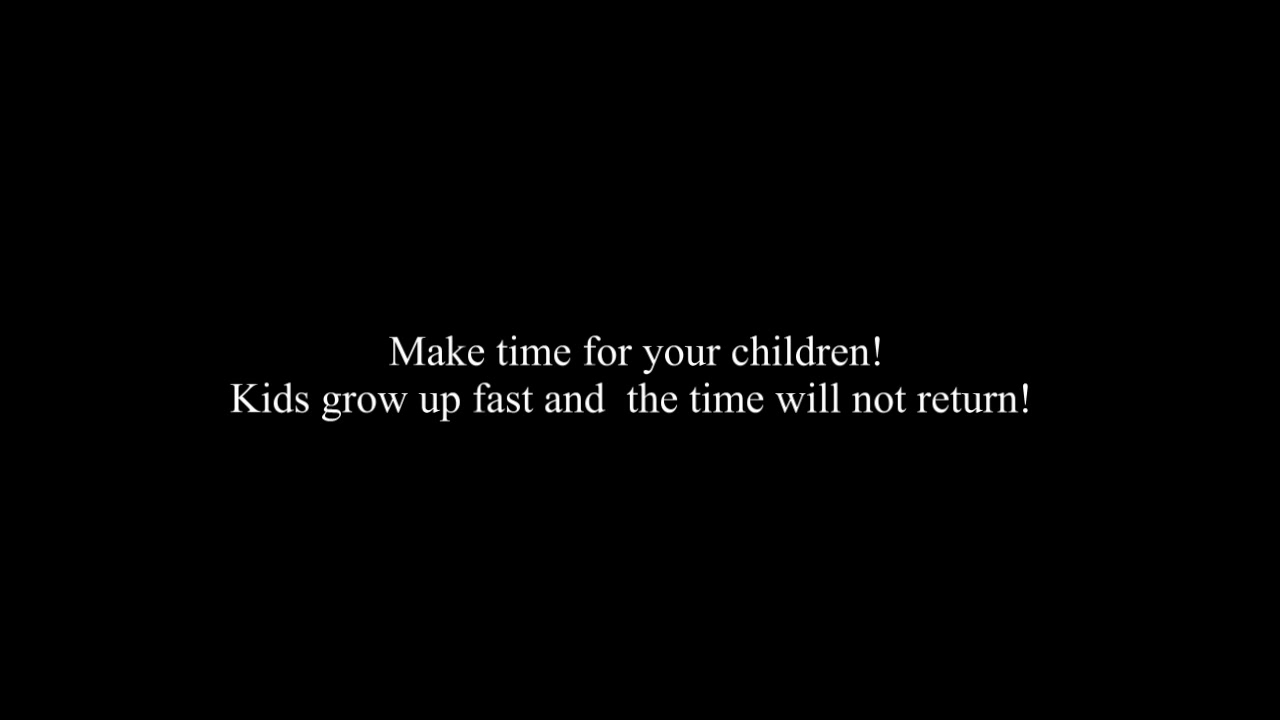 Make time for your children!
Kids grow up fast and  the time will not return!